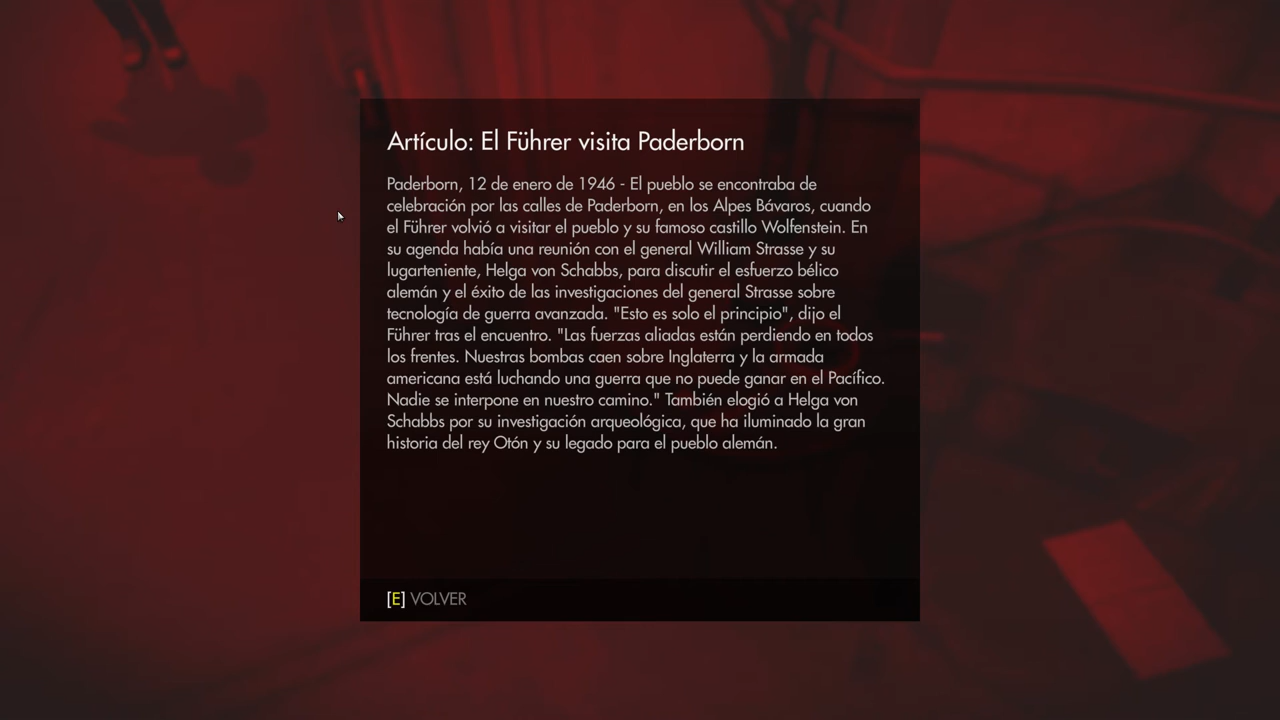 Artículo: El Führer visita Paderborn
Paderborn, 12 de enero de 1946 - El pueblo se encontraba de
celebración por las calles de Paderborn, en los Alpes Bávaros, cuando
el Führer volvió a visitar el pueblo y su famoso castillo Wolfenstein. En
su agenda había una reunión con el general William Strasse y su
lugarteniente, Helga von Schabbs, para discutir el esfuerzo bélico
alemán y el éxito de las investigaciones del general Strasse sobre
tecnología de guerra avanzada. "Esto es solo el principio", dijo el
Führer tras el encuentro. "Las fuerzas aliadas están perdiendo en todos
los frentes. Nuestras bombas caen sobre Inglaterra y la armada
americana está luchando una guerra que no puede ganar en el Pacífico.
Nadie se interpone en nuestro camino." También elogió a Helga von
Schabbs por su investigación arqueológica, que ha iluminado la gran
historia del rey Otón y su legado para el pueblo alemán.
[E] VOLVER